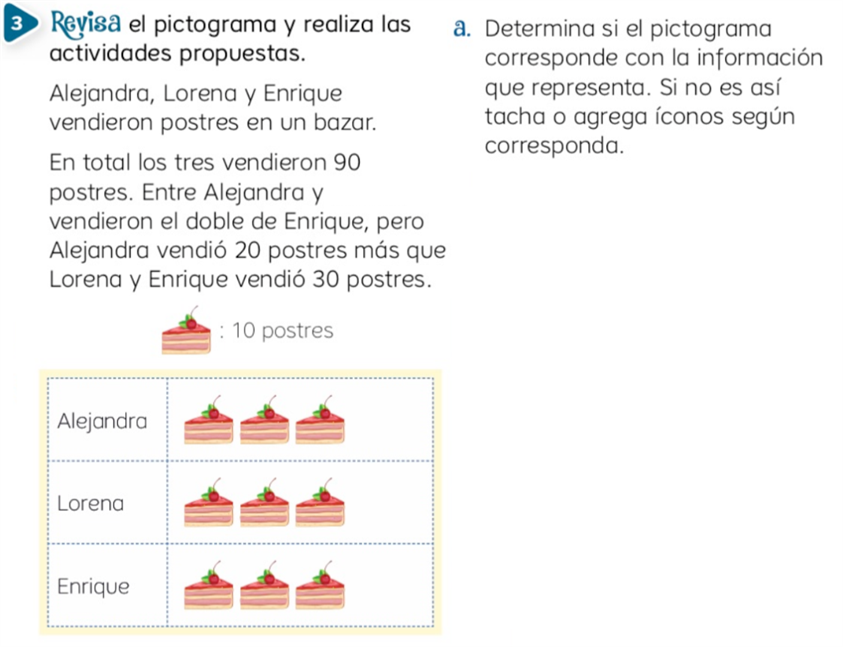 3 Revisa el pictograma y realiza las
actividades propuestas.
Alejandra, Lorena y Enrique
vendieron postres en un bazar.
En total los tres vendieron 90
postres. Entre Alejandra y
vendieron el doble de Enrique, pero
Alejandra vendió 20 postres más que
Lorena y Enrique vendió 30 postres.
: 10 postres
Alejandra
Lorena
Enrique
a. Determina si el pictograma
corresponde con la información
que representa. Si no es así
tacha o agrega íconos según
corresponda.